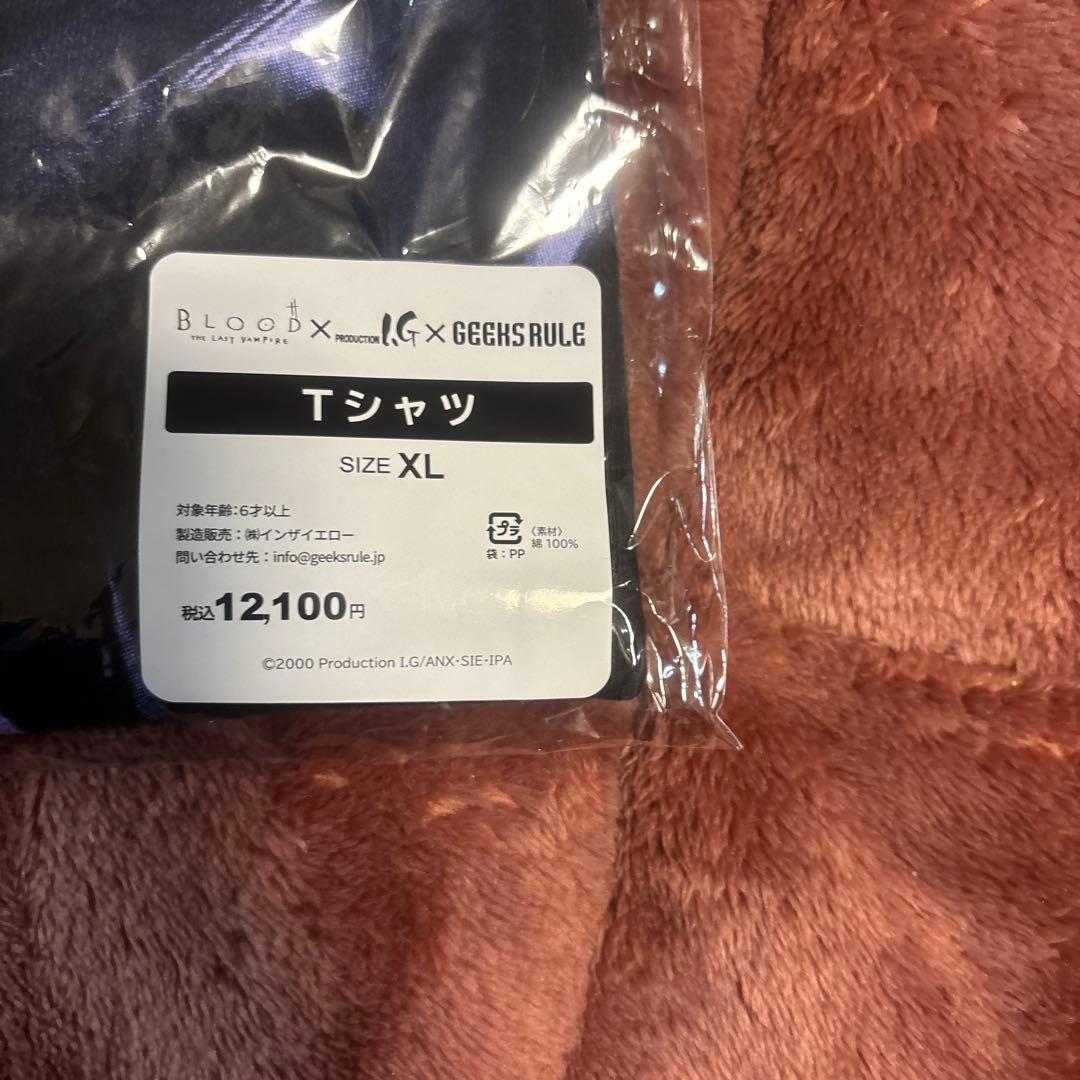 BLOOD THE LAST VAMPIRE × PRODUCTION I.G × GEEKS RULE
Tシャツ
SIZE XL
対象年齢:6才以上
製造販売：㈱インザイエロー
問い合わせ先：info@geeksrule.jp
プラ
袋：PP
〈素材〉
綿100%
税込12,100円
©2000 Production I.G/ANX・SIE・IPA